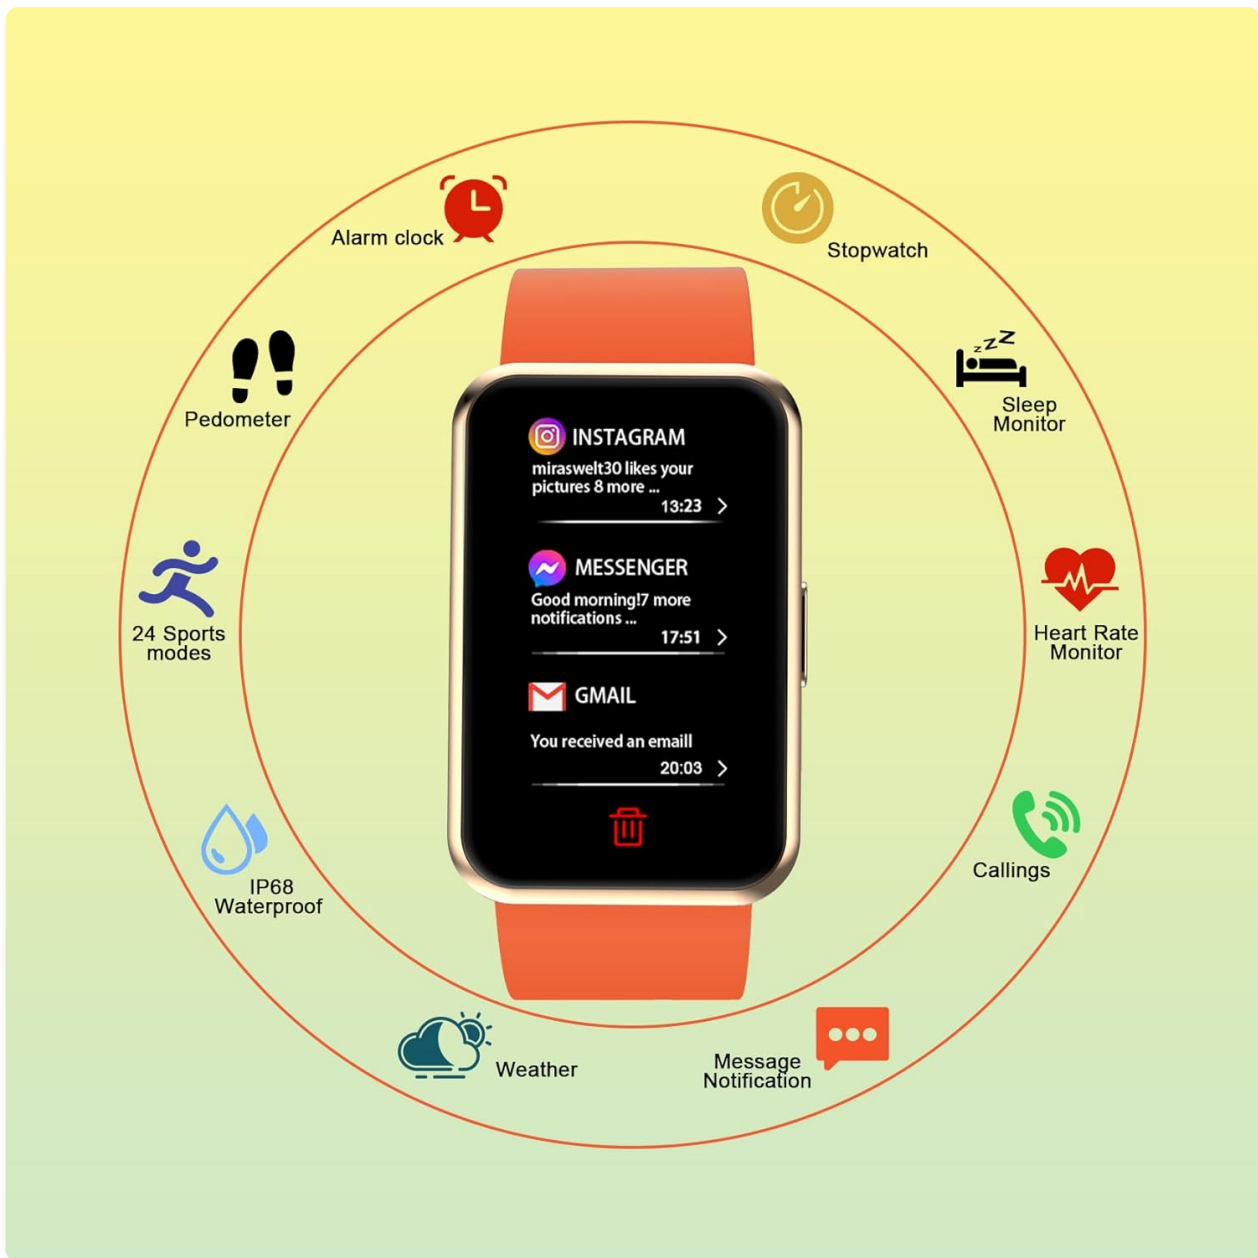 Alarm clock
Stopwatch
Pedometer
Sleep
Monitor
INSTAGRAM
miraswelt30 likes your
pictures 8 more ...
13:23
MESSENGER
Good morning!7 more
notifications ...
17:51
GMAIL
You received an emaill
20:03
24 Sports
modes
Heart Rate
Monitor
IP68
Waterproof
Callings
Weather
Message
Notification